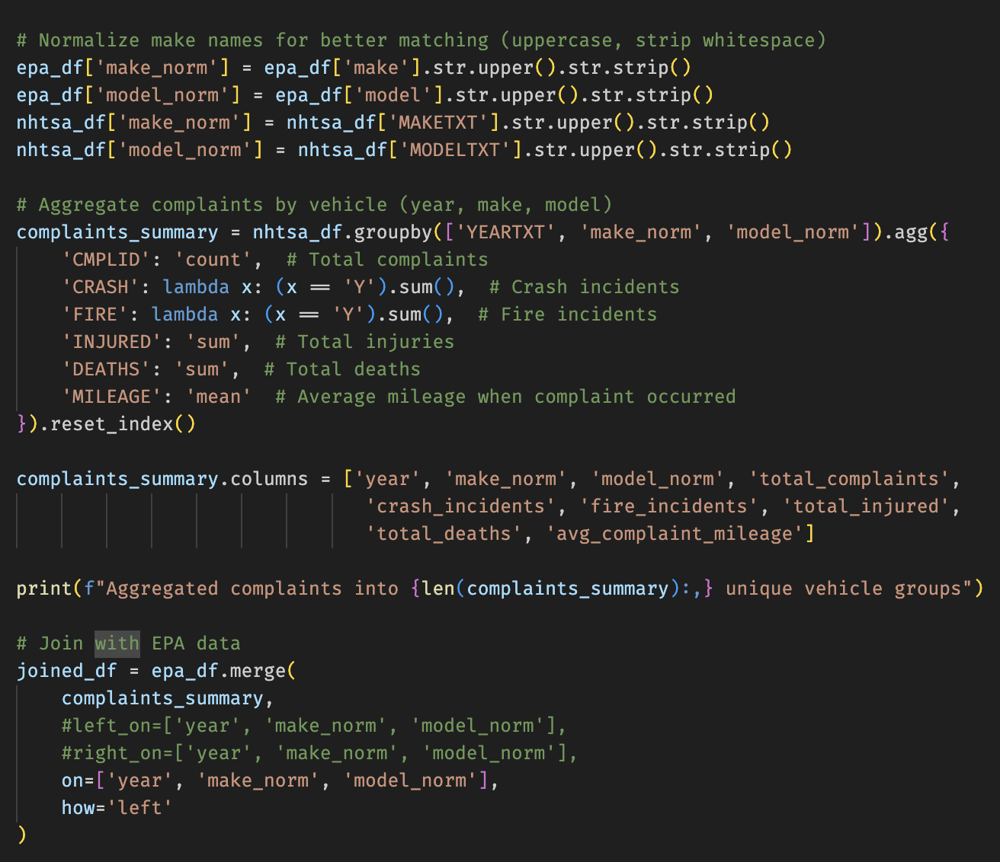 # Normalize make names for better matching (uppercase, strip whitespace)
epa_df['make_norm'] = epa_df['make'].str.upper().str.strip()
epa_df['model_norm'] = epa_df['model'].str.upper().str.strip()
nhtsa_df['make_norm'] = nhtsa_df['MAKETXT'].str.upper().str.strip()
nhtsa_df['model_norm'] = nhtsa_df['MODELTXT'].str.upper().str.strip()

# Aggregate complaints by vehicle (year, make, model)
complaints_summary = nhtsa_df.groupby(['YEARTXT', 'make_norm', 'model_norm']).agg({
    'CMPLID': 'count',  # Total complaints
    'CRASH': lambda x: (x == 'Y').sum(),  # Crash incidents
    'FIRE': lambda x: (x == 'Y').sum(),  # Fire incidents
    'INJURED': 'sum',  # Total injuries
    'DEATHS': 'sum',  # Total deaths
    'MILEAGE': 'mean'  # Average mileage when complaint occurred
}).reset_index()

complaints_summary.columns = ['year', 'make_norm', 'model_norm', 'total_complaints',
                               'crash_incidents', 'fire_incidents', 'total_injured',
                               'total_deaths', 'avg_complaint_mileage']

print(f"Aggregated complaints into {len(complaints_summary):,} unique vehicle groups")

# Join with EPA data
joined_df = epa_df.merge(
    complaints_summary,
    #left_on=['year', 'make_norm', 'model_norm'],
    #right_on=['year', 'make_norm', 'model_norm'],
    on=['year', 'make_norm', 'model_norm'],
    how='left'
)